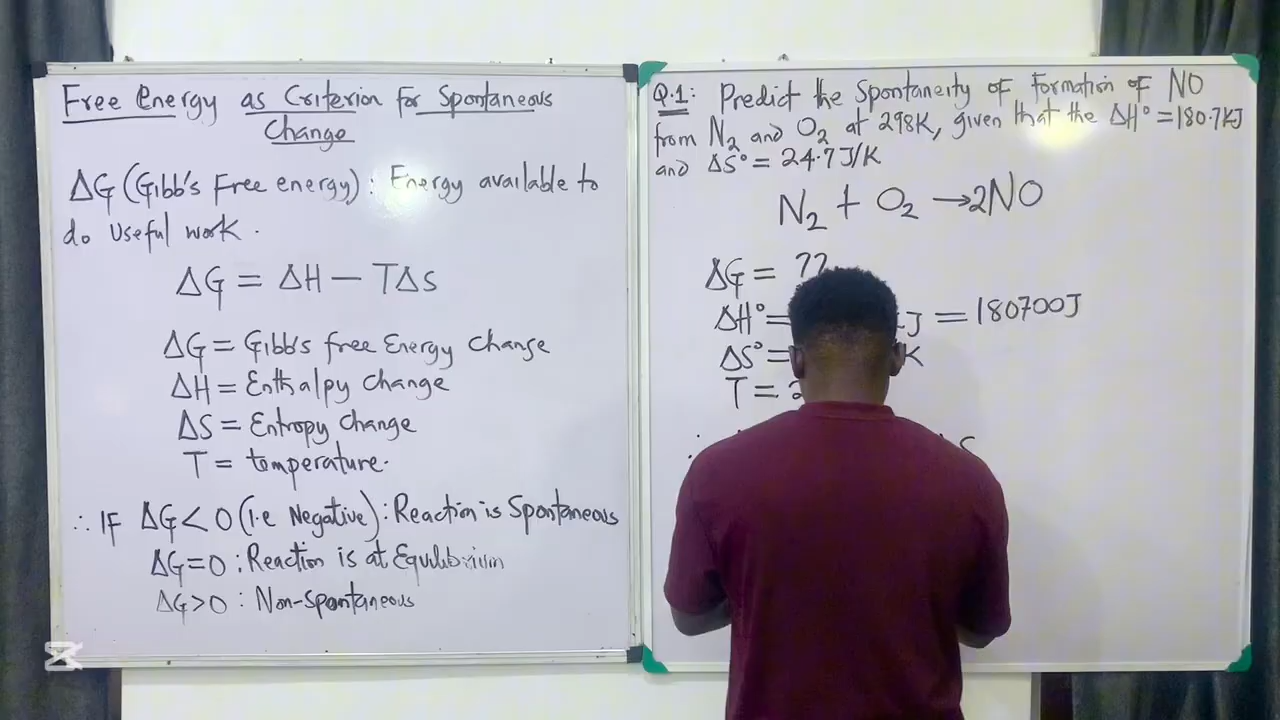 Free Energy as Criterion for Spontaneous
Change
ΔG (Gibb's Free energy): Energy available to
do useful work.
ΔG = ΔH − TΔS
ΔG = Gibb's free Energy change
ΔH = Enthalpy change
ΔS = Entropy change
T = temperature.
∴ IF ΔG < 0 (i.e Negative): Reaction is Spontaneous
ΔG = 0 : Reaction is at Equilibrium
ΔG > 0 : Non-Spontaneous
Q.1: Predict the Spontaneity of Formation of NO
from N₂ and O₂ at 298K, given that the ΔH° = 180.7KJ
and ΔS° = 24.7J/K
N₂ + O₂ → 2NO
ΔG = ??
ΔH° = J = 180700J
ΔS° = K
T =
S